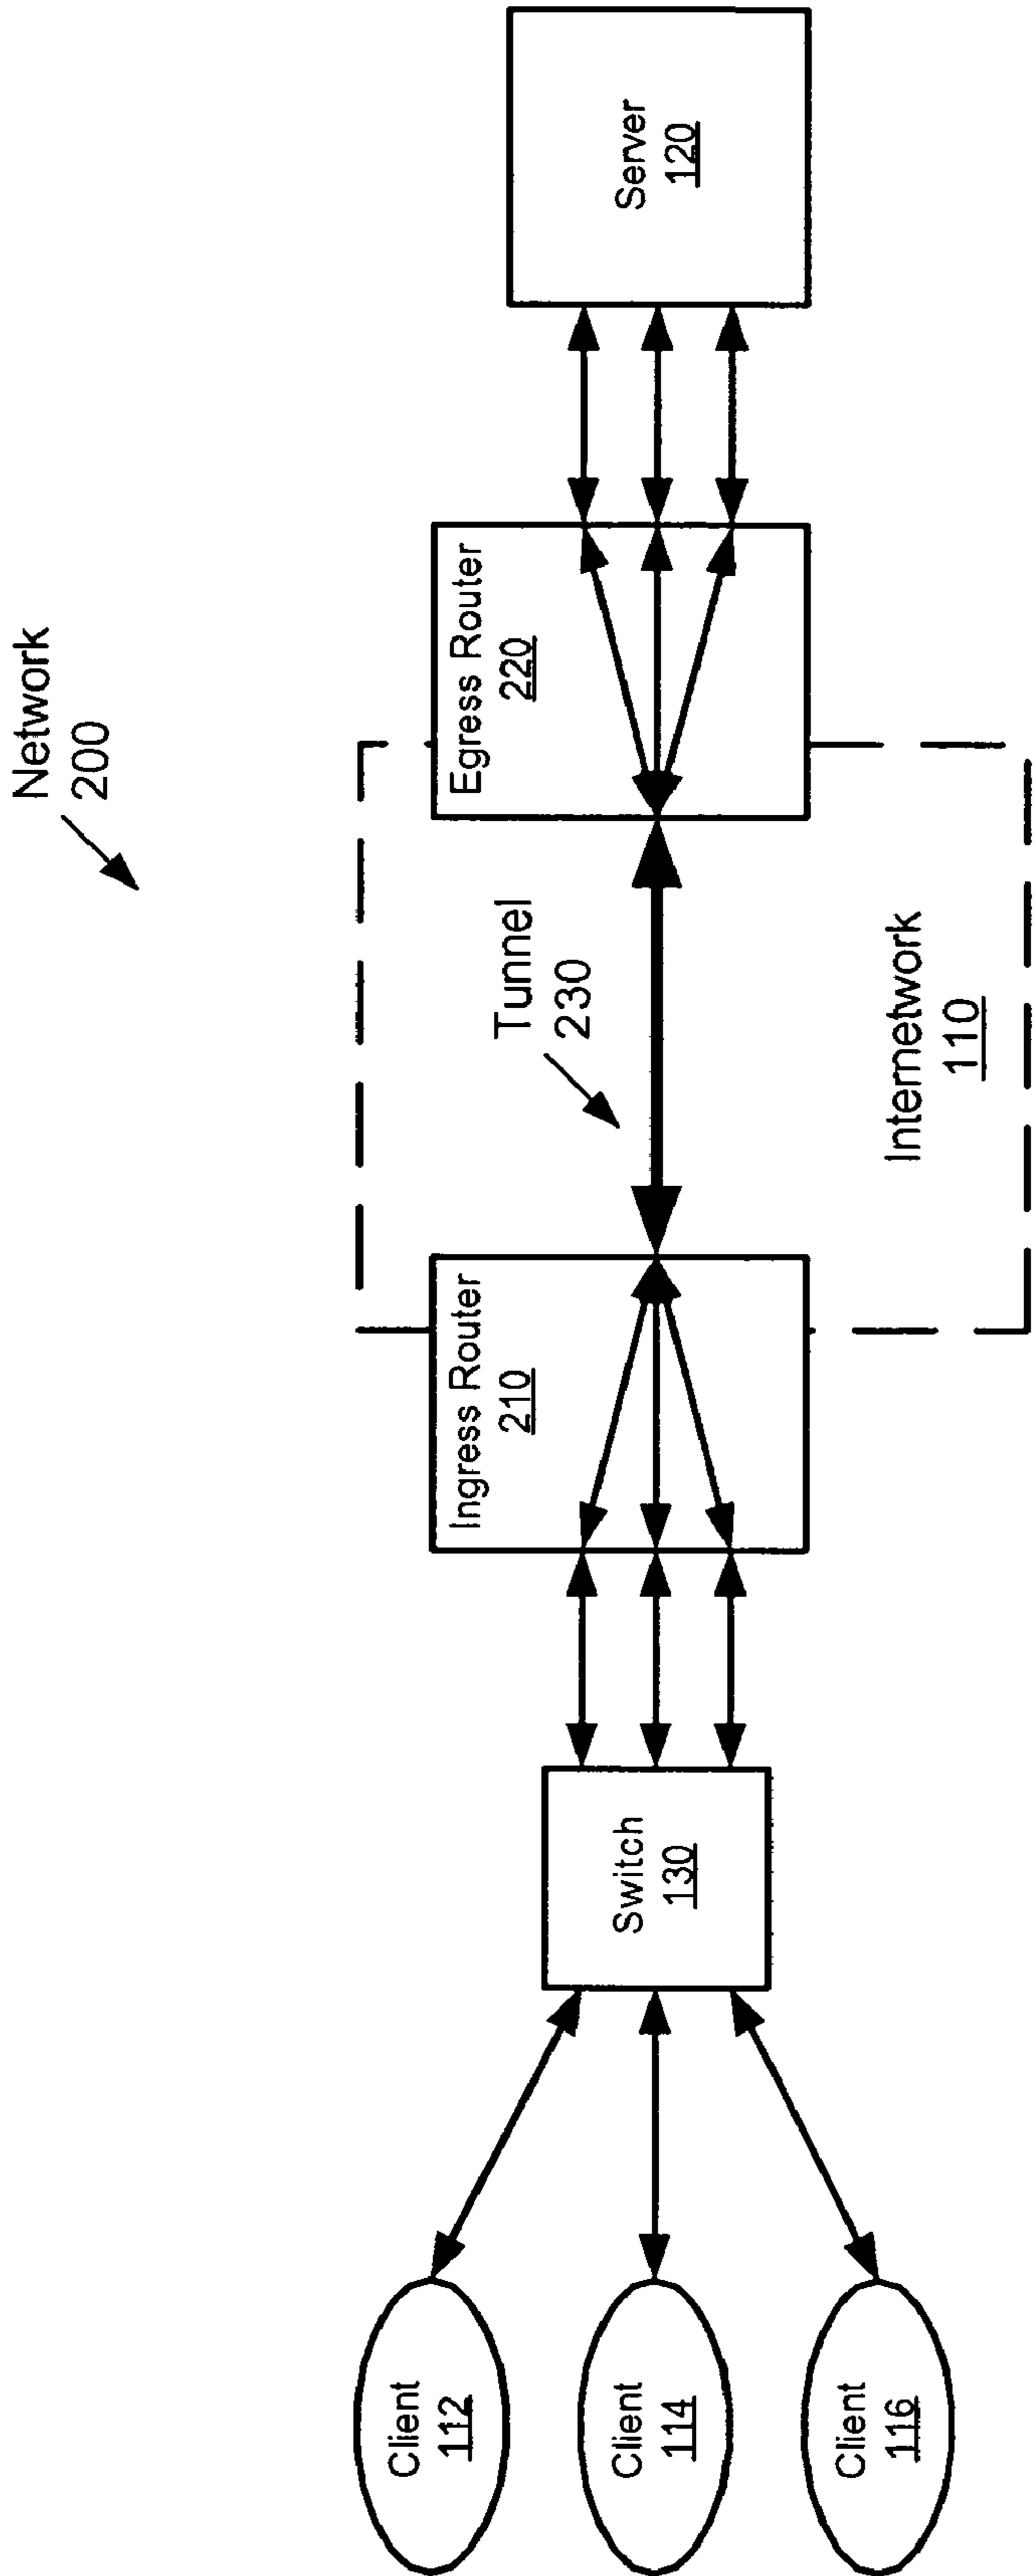 Network
200
Client
112
Client
114
Client
116
Switch
130
Ingress Router
210
Tunnel
230
Internetwork
110
Egress Router
220
Server
120